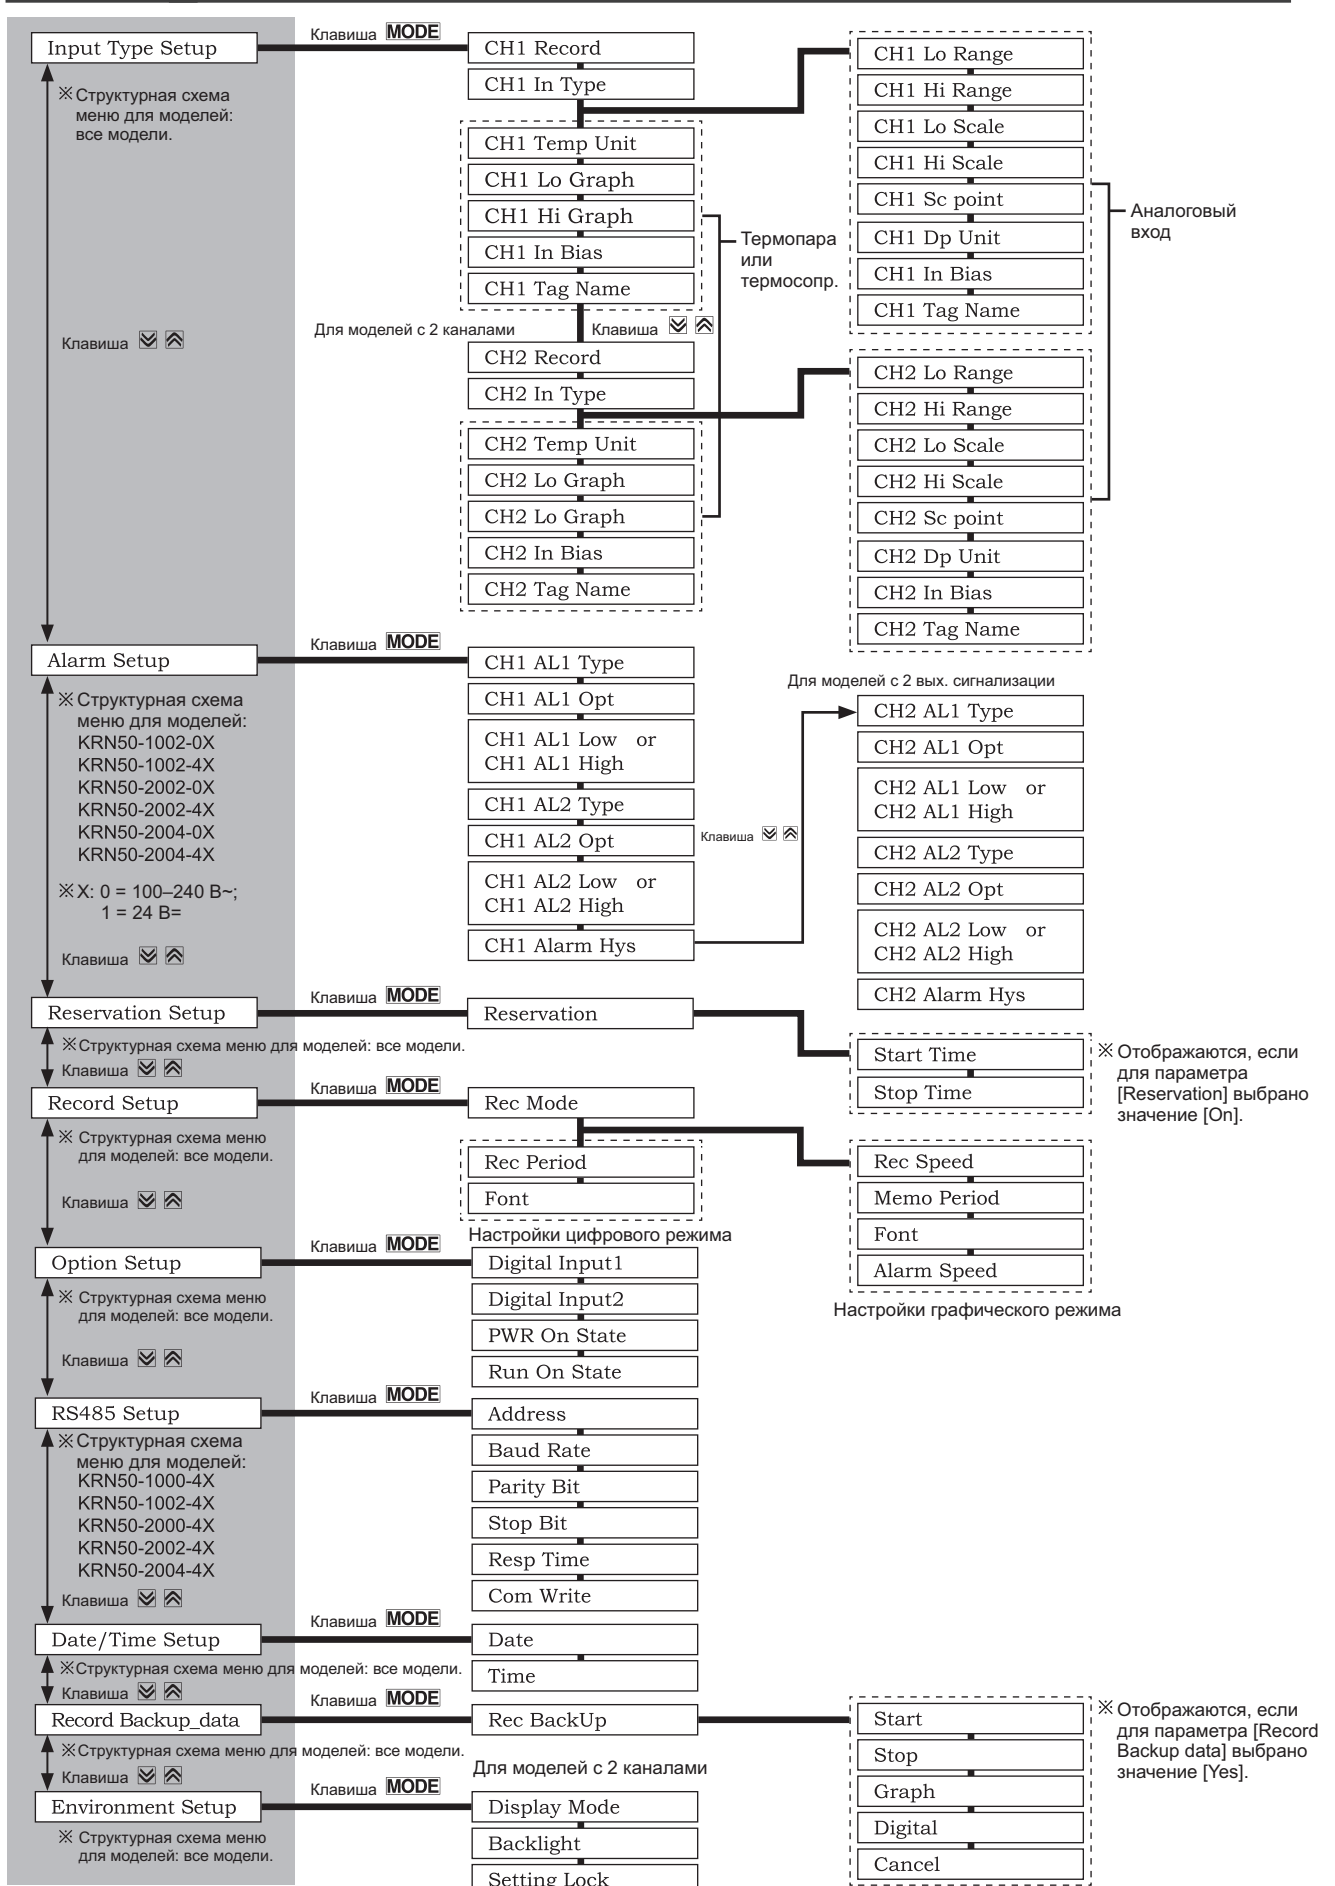 Input Type Setup
Клавиша MODE
※Структурная схема
меню для моделей:
все модели.
Клавиша
CH1 Record
CH1 In Type
CH1 Temp Unit
CH1 Lo Graph
CH1 Hi Graph
CH1 In Bias
CH1 Tag Name
Термопара
или
термосопр.
Для моделей с 2 каналами
Клавиша
CH2 Record
CH2 In Type
CH2 Temp Unit
CH2 Lo Graph
CH2 Lo Graph
CH2 In Bias
CH2 Tag Name
CH1 Lo Range
CH1 Hi Range
CH1 Lo Scale
CH1 Hi Scale
CH1 Sc point
CH1 Dp Unit
CH1 In Bias
CH1 Tag Name
Аналоговый
вход
CH2 Lo Range
CH2 Hi Range
CH2 Lo Scale
CH2 Hi Scale
CH2 Sc point
CH2 Dp Unit
CH2 In Bias
CH2 Tag Name
Alarm Setup
Клавиша MODE
※Структурная схема
меню для моделей:
KRN50-1002-0X
KRN50-1002-4X
KRN50-2002-0X
KRN50-2002-4X
KRN50-2004-0X
KRN50-2004-4X
※X: 0 = 100–240 В~;
1 = 24 В=
Клавиша
CH1 AL1 Type
CH1 AL1 Opt
CH1 AL1 Low or
CH1 AL1 High
CH1 AL2 Type
CH1 AL2 Opt
CH1 AL2 Low or
CH1 AL2 High
CH1 Alarm Hys
Клавиша
Для моделей с 2 вых. сигнализации
CH2 AL1 Type
CH2 AL1 Opt
CH2 AL1 Low or
CH2 AL1 High
CH2 AL2 Type
CH2 AL2 Opt
CH2 AL2 Low or
CH2 AL2 High
CH2 Alarm Hys
Reservation Setup
Клавиша MODE
Reservation
※Структурная схема меню для моделей: все модели.
Клавиша
Start Time
Stop Time
※Отображаются, если
для параметра
[Reservation] выбрано
значение [On].
Record Setup
Клавиша MODE
※ Структурная схема меню
для моделей: все модели.
Клавиша
Rec Mode
Rec Period
Font
Настройки цифрового режима
Rec Speed
Memo Period
Font
Alarm Speed
Настройки графического режима
Option Setup
Клавиша MODE
※ Структурная схема меню
для моделей: все модели.
Клавиша
Digital Input1
Digital Input2
PWR On State
Run On State
RS485 Setup
Клавиша MODE
※Структурная схема
меню для моделей:
KRN50-1000-4X
KRN50-1002-4X
KRN50-2000-4X
KRN50-2002-4X
KRN50-2004-4X
Клавиша
Address
Baud Rate
Parity Bit
Stop Bit
Resp Time
Com Write
Date/Time Setup
Клавиша MODE
※Структурная схема меню для моделей: все модели.
Клавиша
Date
Time
Record Backup_data
Клавиша MODE
Rec BackUp
※Структурная схема меню для моделей: все модели.
Клавиша
Start
Stop
Graph
Digital
Cancel
※Отображаются, если
для параметра [Record
Backup data] выбрано
значение [Yes].
Для моделей с 2 каналами
Environment Setup
Клавиша MODE
※ Структурная схема меню
для моделей: все модели.
Display Mode
Backlight
Setting Lock